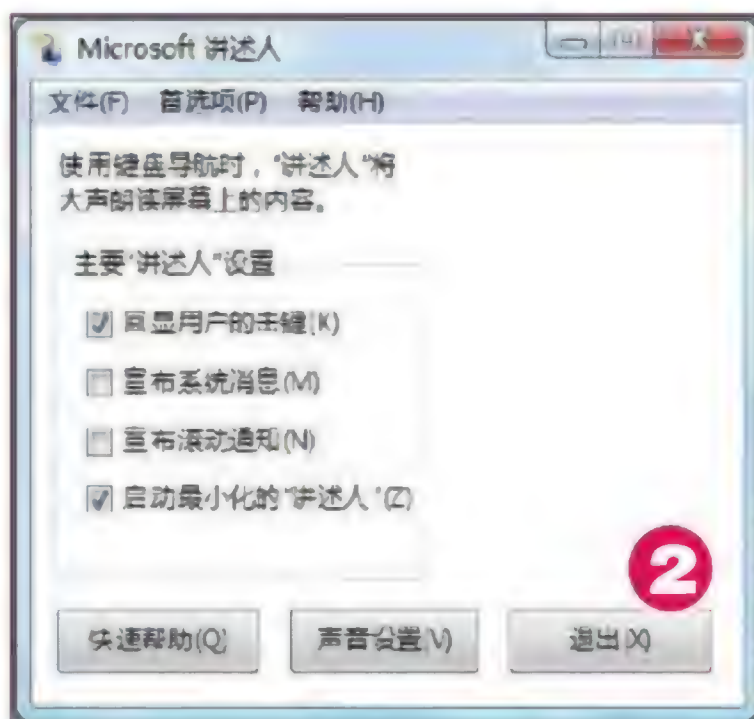 Microsoft 讲述人
文件(F) 首选项(P) 帮助(H)
使用键盘导航时，“讲述人”将
大声朗读屏幕上的内容。
主要“讲述人”设置
回显用户的击键(K)
宣布系统消息(M)
宣布滚动通知(N)
启动最小化的“讲述人”(Z)
2
快速帮助(Q) 声音设置(V) 退出(X)